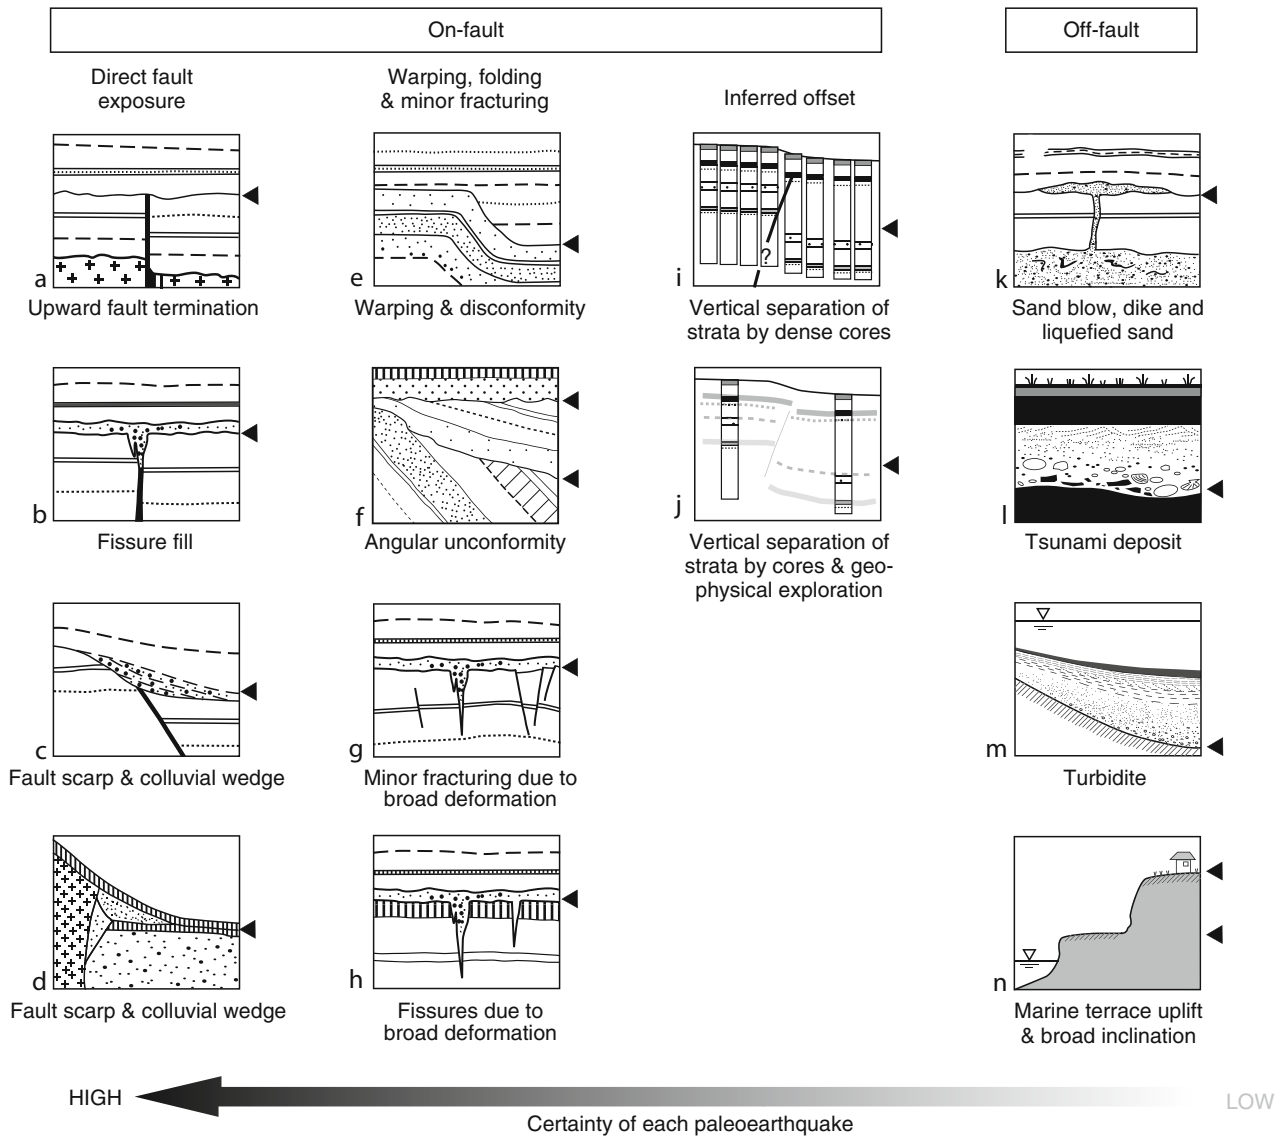 On-fault
Off-fault
Direct fault
exposure
Warping, folding
& minor fracturing
Inferred offset
a
Upward fault termination
e
Warping & disconformity
?
i
Vertical separation of
strata by dense cores
k
Sand blow, dike and
liquefied sand
b
Fissure fill
f
Angular unconformity
j
Vertical separation of
strata by cores & geo-
physical exploration
l
Tsunami deposit
c
Fault scarp & colluvial wedge
g
Minor fracturing due to
broad deformation
m
Turbidite
d
Fault scarp & colluvial wedge
h
Fissures due to
broad deformation
n
Marine terrace uplift
& broad inclination
HIGH
LOW
Certainty of each paleoearthquake